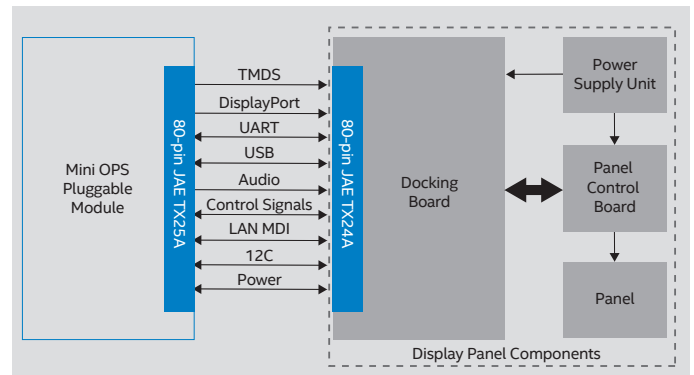 Mini OPS
Pluggable
Module
80-pin JAE TX25A
TMDS
DisplayPort
UART
USB
Audio
Control Signals
LAN MDI
12C
Power
80-pin JAE TX24A
Docking
Board
Power
Supply Unit
Panel
Control
Board
Panel
Display Panel Components